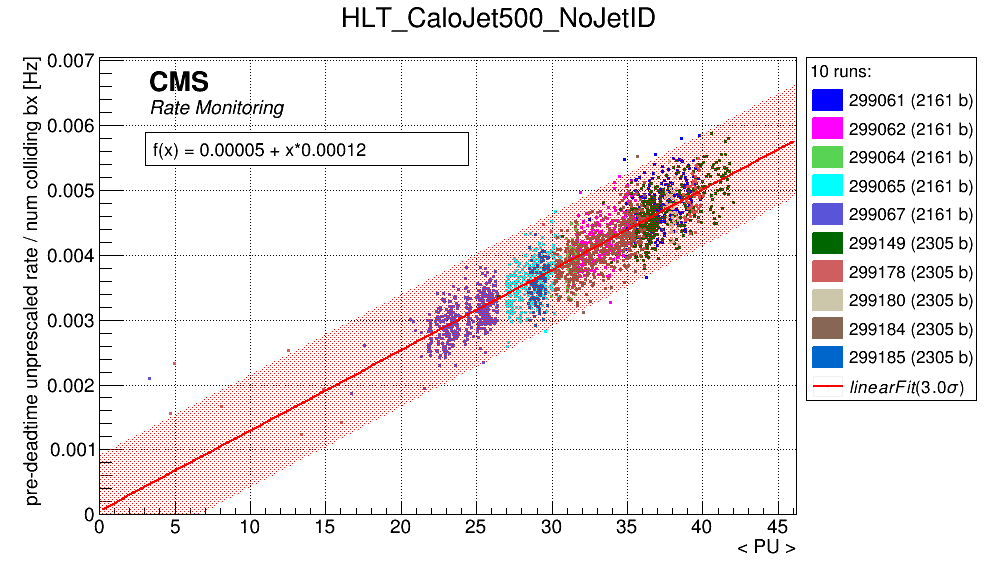 HLT_CaloJet500_NoJetID
pre-deadtime unprescaled rate / num colliding bx [Hz]
0.007
0.006
0.005
0.004
0.003
0.002
0.001
0
CMS
Rate Monitoring
f(x) = 0.00005 + x*0.00012
0 5 10 15 20 25 30 35 40 45
< PU >
10 runs:
299061 (2161 b)
299062 (2161 b)
299064 (2161 b)
299065 (2161 b)
299067 (2161 b)
299149 (2305 b)
299178 (2305 b)
299180 (2305 b)
299184 (2305 b)
299185 (2305 b)
linearFit(3.0σ)